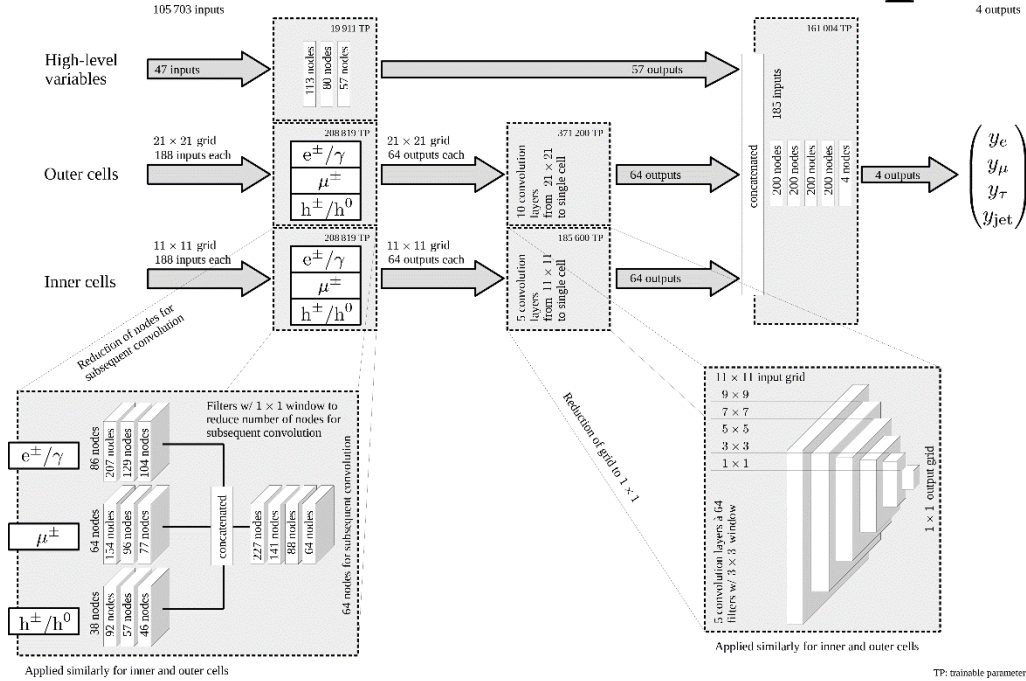 105 703 inputs
4 outputs
19 911 TP
161 004 TP
High-level
variables
47 inputs
113 nodes
80 nodes
57 nodes
57 outputs
185 inputs
concatenated
21 × 21 grid
188 inputs each
208 819 TP
21 × 21 grid
64 outputs each
371 200 TP
Outer cells
e±/γ
μ±
h±/h⁰
10 convolution
layers
from 21 × 21
to single cell
64 outputs
200 nodes
200 nodes
200 nodes
200 nodes
4 nodes
4 outputs
y_e
y_μ
y_τ
y_jet
11 × 11 grid
188 inputs each
208 819 TP
11 × 11 grid
64 outputs each
185 600 TP
Inner cells
e±/γ
μ±
h±/h⁰
5 convolution
layers
from 11 × 11
to single cell
64 outputs
Reduction of nodes for
subsequent convolution
Filters w/ 1 × 1 window to
reduce number of nodes for
subsequent convolution
e±/γ
86 nodes
207 nodes
129 nodes
104 nodes
μ±
64 nodes
154 nodes
96 nodes
77 nodes
h±/h⁰
38 nodes
92 nodes
57 nodes
46 nodes
concatenated
227 nodes
141 nodes
88 nodes
64 nodes
64 nodes for subsequent convolution
Applied similarly for inner and outer cells
Reduction of grid to 1 × 1
11 × 11 input grid
9 × 9
7 × 7
5 × 5
3 × 3
1 × 1
5 convolution layers à 64
filters w/ 3 × 3 window
1 × 1 output grid
Applied similarly for inner and outer cells
TP: trainable parameter